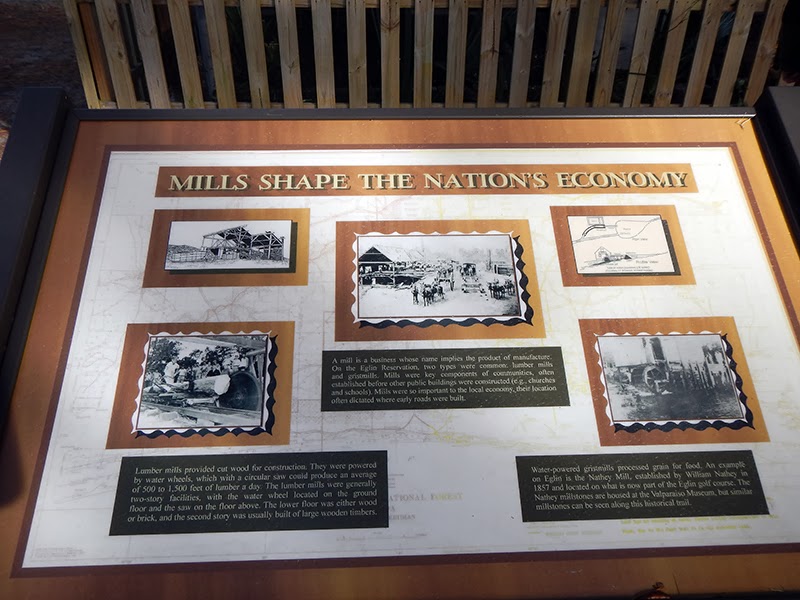 MILLS SHAPE THE NATION'S ECONOMY
A mill is a business whose name implies the product of manufacture.
On the Eglin Reservation, two types were common: lumber mills
and gristmills. Mills were key components of communities, often
established before other public buildings were constructed (e.g., churches
and schools). Mills were so important to the local economy, their location
often dictated where early roads were built.
Lumber mills provided cut wood for construction. They were powered
by water wheels, which with a circular saw could produce an average
of 500 to 1,500 feet of lumber a day. The lumber mills were generally
two-story facilities, with the water wheel located on the ground
floor and the saw on the floor above. The lower floor was either wood
or brick, and the second story was usually built of large wooden timbers.
Water-powered gristmills processed grain for food. An example
on Eglin is the Nathey Mill, established by William Nathey in
1857 and located on what is now part of the Eglin golf course. The
Nathey millstones are housed at the Valparaiso Museum, but similar
millstones can be seen along this historical trail.
NATIONAL FOREST